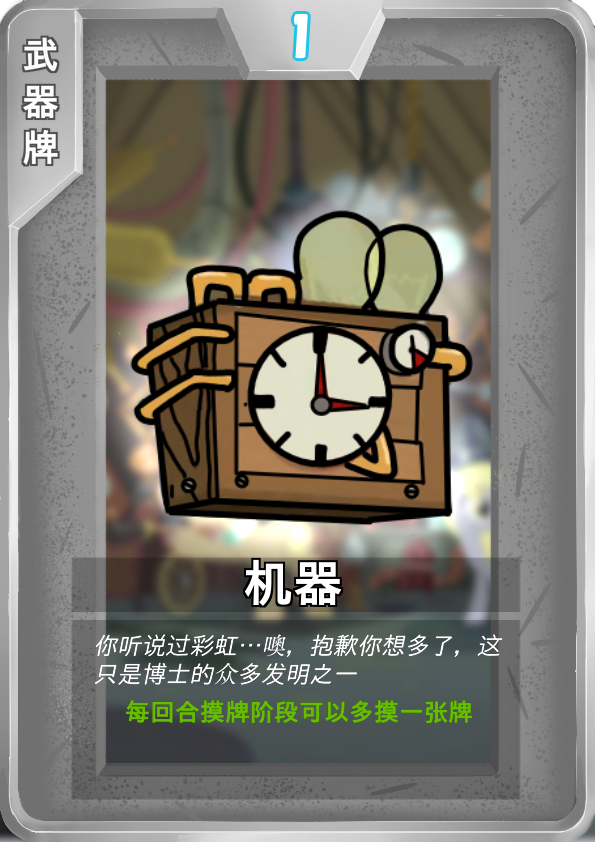 1
武器牌
机器
你听说过彩虹…噢，抱歉你想多了，这
只是博士的众多发明之一
每回合摸牌阶段可以多摸一张牌